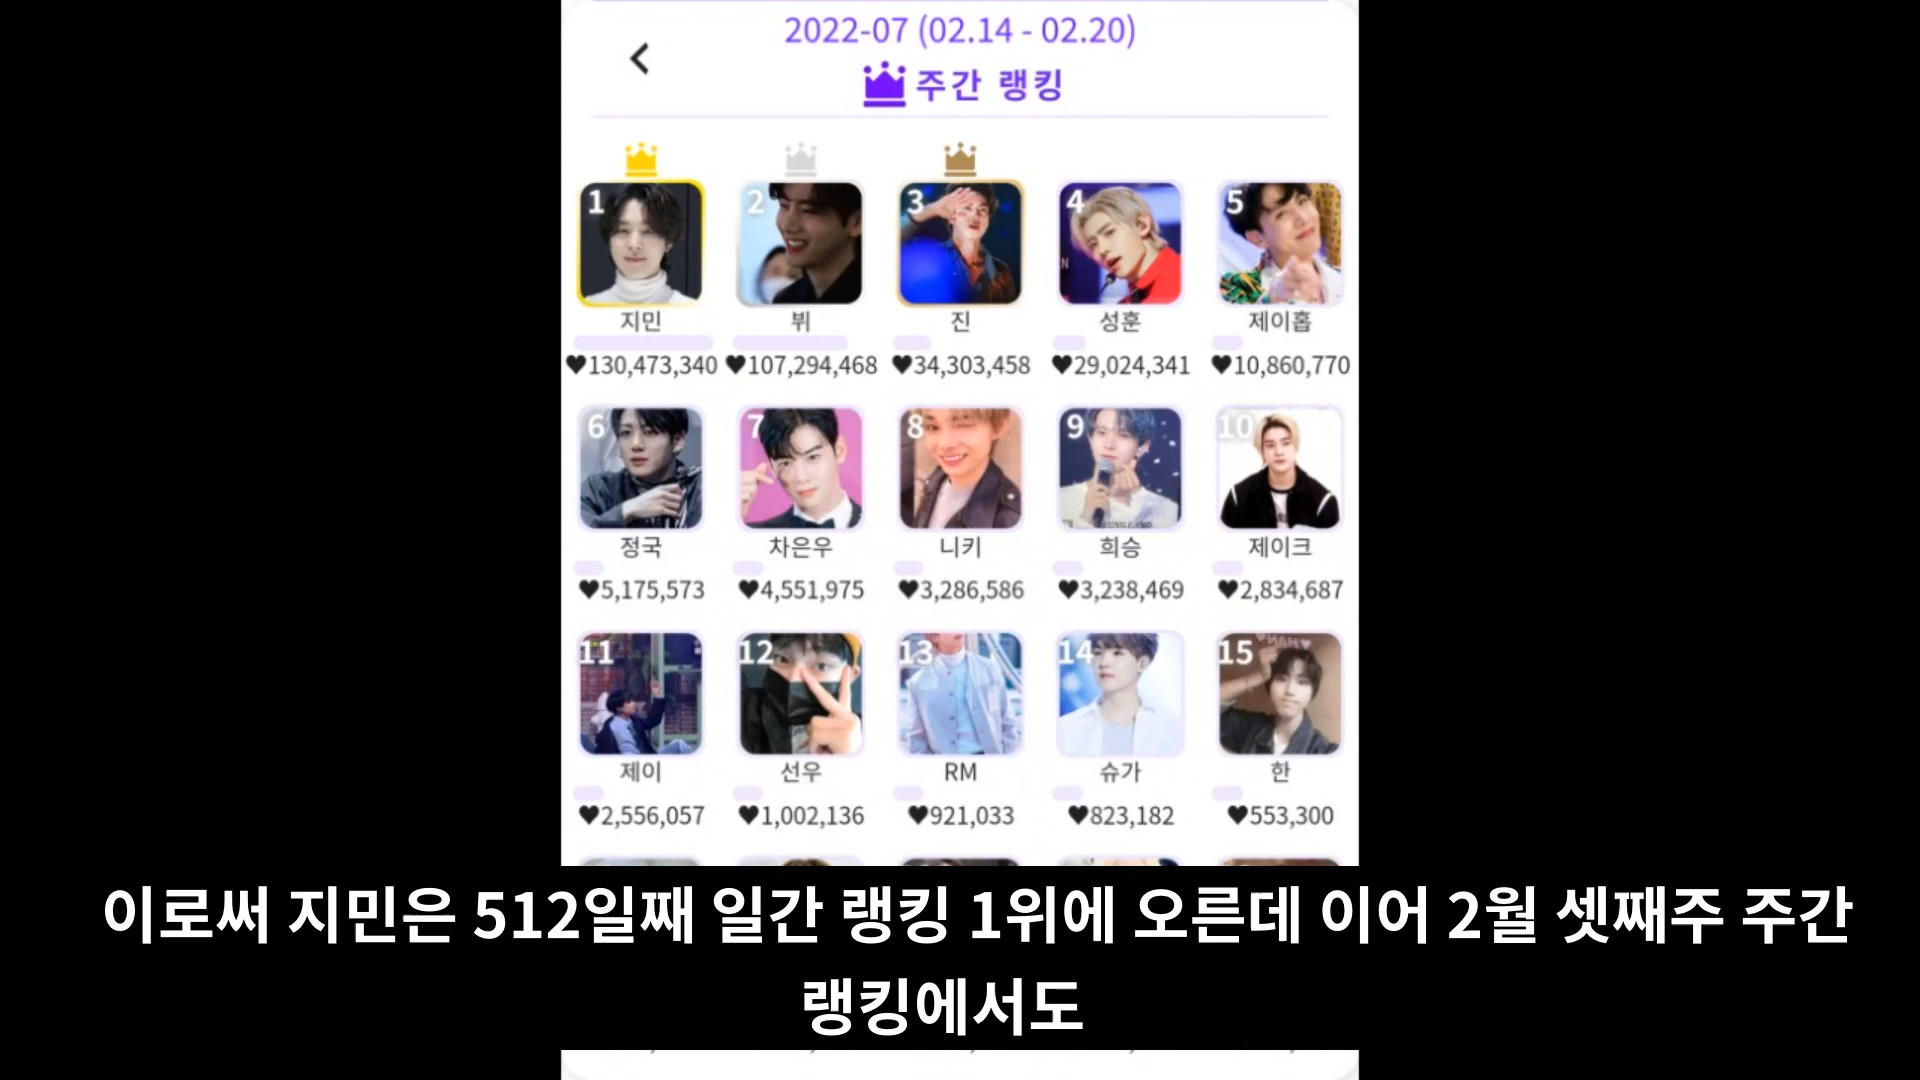 2022-07 (02.14 - 02.20)
주간 랭킹
1 2 3 4 5
지민 뷔 진 성훈 제이홉
♥130,473,340 ♥107,294,468 ♥34,303,458 ♥29,024,341 ♥10,860,770
6 7 8 9 10
정국 차은우 니키 희승 제이크
♥5,175,573 ♥4,551,975 ♥3,286,586 ♥3,238,469 ♥2,834,687
11 12 13 14 15
제이 선우 RM 슈가 한
♥2,556,057 ♥1,002,136 ♥921,033 ♥823,182 ♥553,300
이로써 지민은 512일째 일간 랭킹 1위에 오른데 이어 2월 셋째주 주간
랭킹에서도